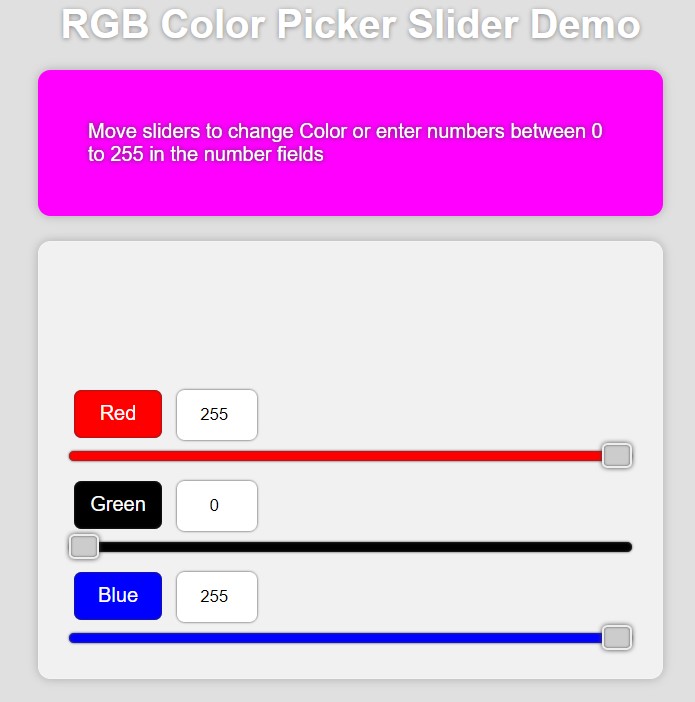 RGB Color Picker Slider Demo
Move sliders to change Color or enter numbers between 0
to 255 in the number fields
Red 255
Green 0
Blue 255